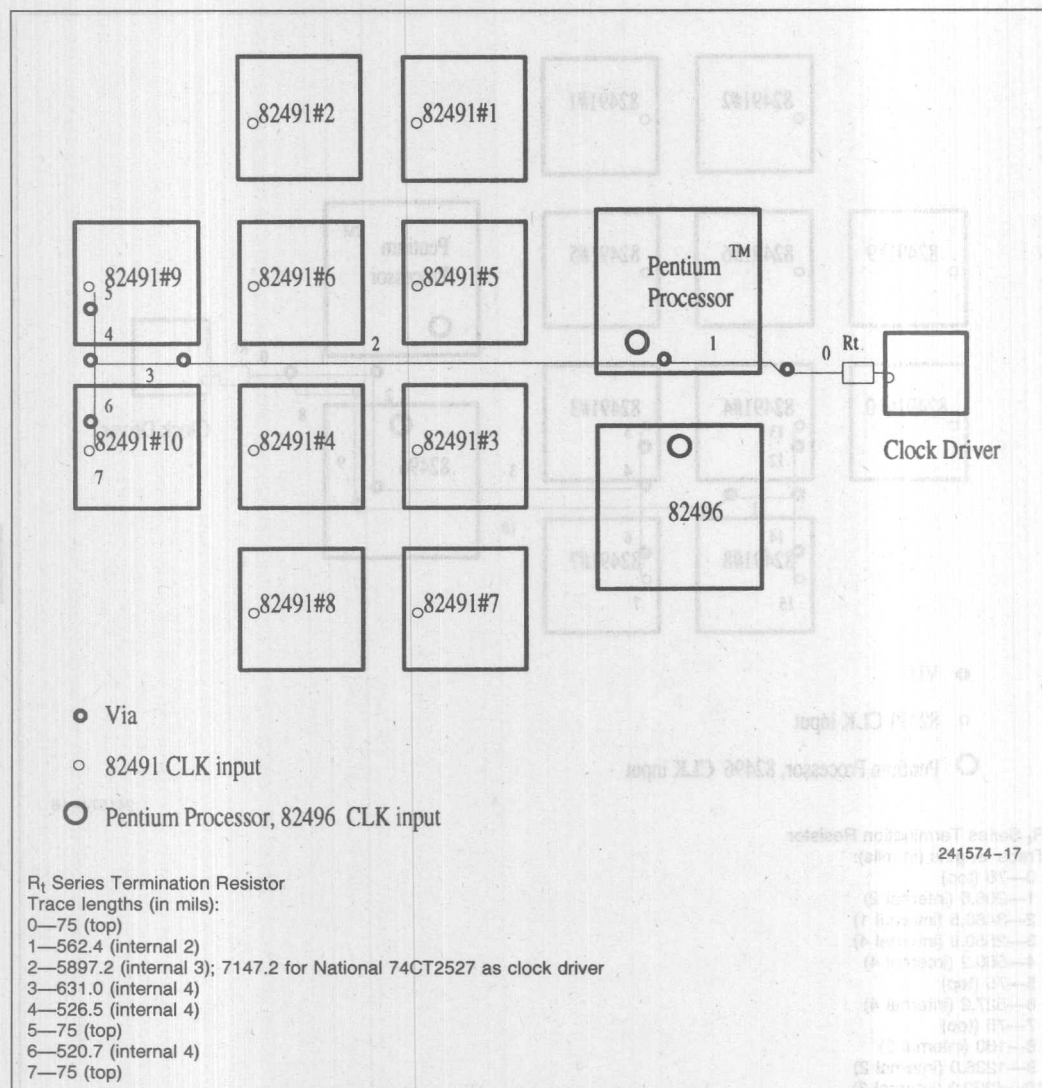 82491#2
82491#1
82491#9
82491#6
82491#5
Pentium
Processor
TM
5
4
2
1
0
Rt
3
6
82491#10
7
82491#4
82491#3
82496
Clock Driver
82491#8
82491#7
Via
82491 CLK input
Pentium Processor, 82496 CLK input
241574–17
Rt Series Termination Resistor
Trace lengths (in mils):
0—75 (top)
1—562.4 (internal 2)
2—5897.2 (internal 3); 7147.2 for National 74CT2527 as clock driver
3—631.0 (internal 4)
4—526.5 (internal 4)
5—75 (top)
6—520.7 (internal 4)
7—75 (top)